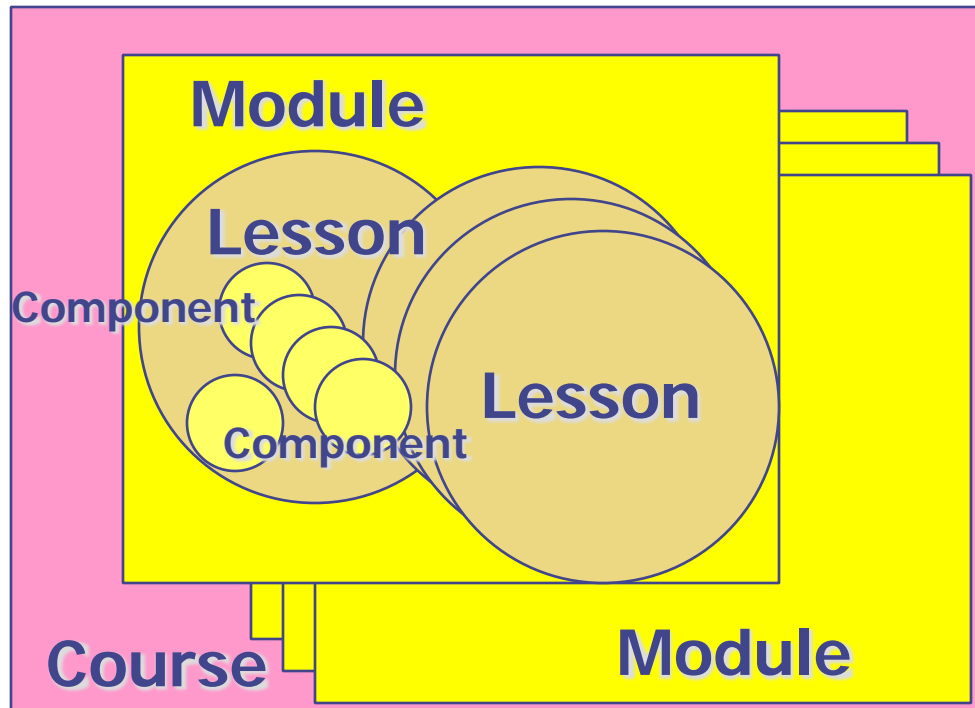 Module
Lesson
Component
Lesson
Component
Module
Course